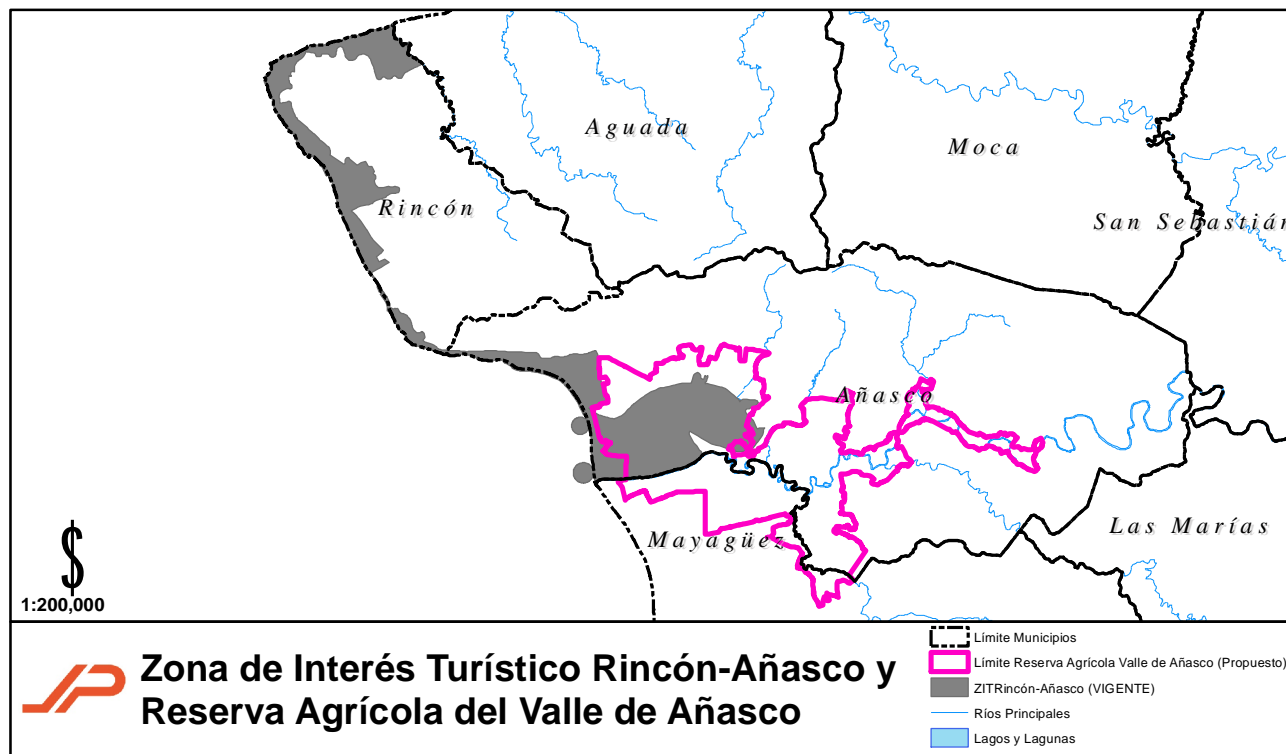 Aguada
Moca
Rincón
San Sebastián
Añasco
Las Marías
Mayagüez
$
1:200,000
Zona de Interés Turístico Rincón-Añasco y
Reserva Agrícola del Valle de Añasco
Límite Municipios
Límite Reserva Agrícola Valle de Añasco (Propuesto)
ZITRincón-Añasco (VIGENTE)
Ríos Principales
Lagos y Lagunas